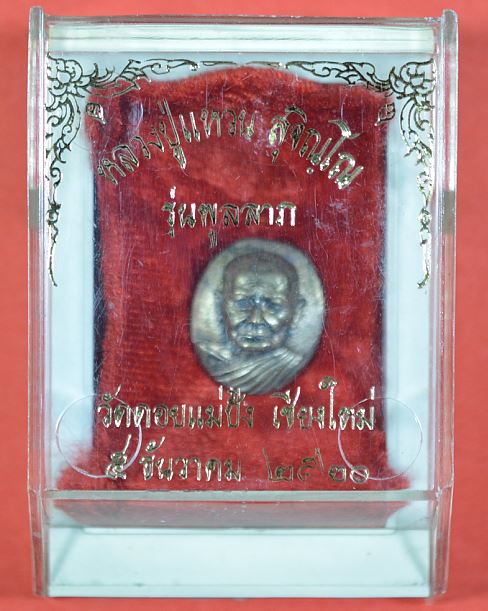 หลวงปู่แหวน สุจิณฺโณ
รุ่นพูลลาภ
วัดดอยแม่ปั๋ง เชียงใหม่
๕ ธันวาคม ๒๕๒๐